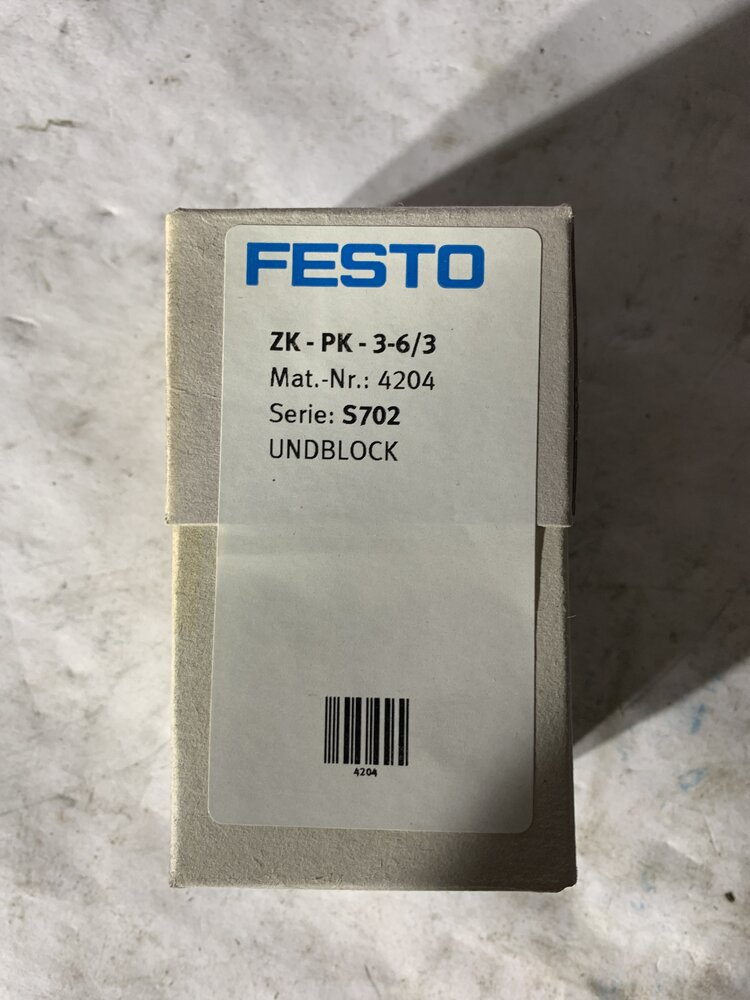 FESTO
ZK - PK - 3-6/3
Mat.-Nr.: 4204
Serie: S702
UNDBLOCK
4204